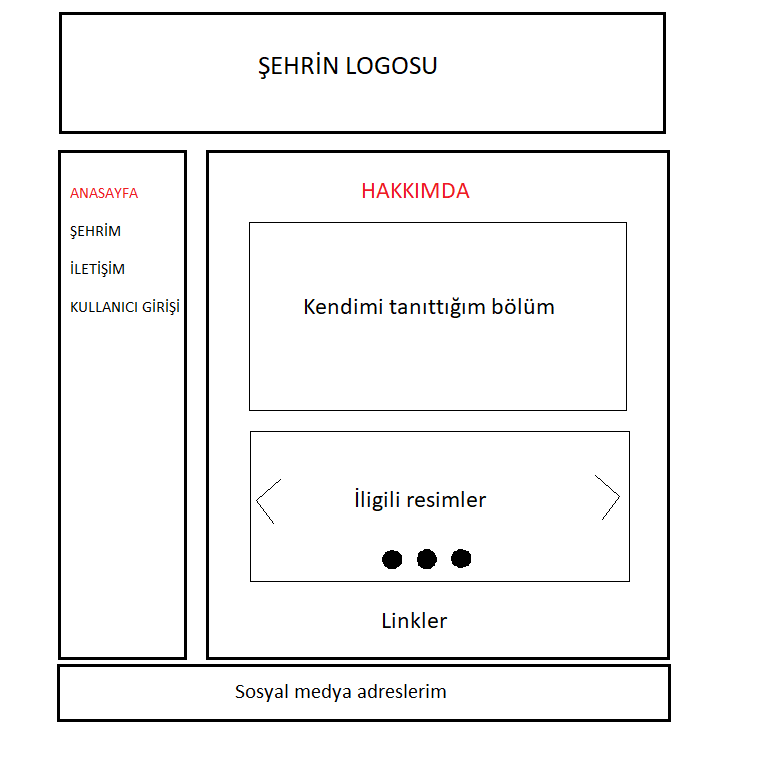 ŞEHRİN LOGOSU
ANASAYFA
ŞEHRİM
İLETİŞİM
KULLANICI GİRİŞİ
HAKKIMDA
Kendimi tanıttığım bölüm
İligili resimler
Linkler
Sosyal medya adreslerim